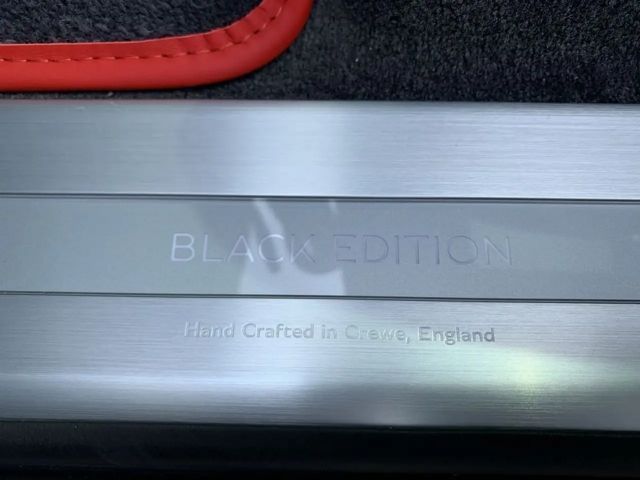 BLACK EDITION
Hand Crafted in Crewe, England